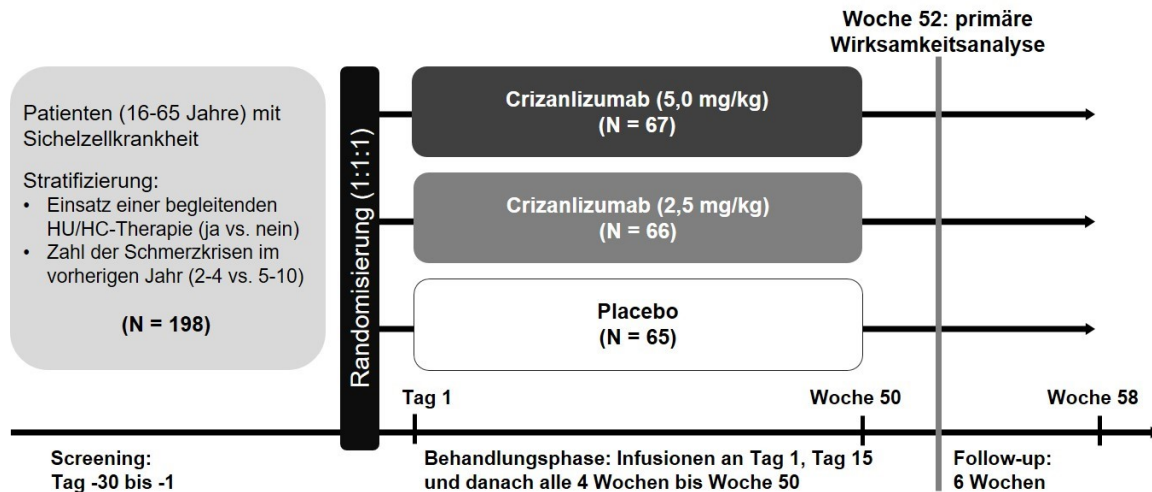 Woche 52: primäre
Wirksamkeitsanalyse
Patienten (16-65 Jahre) mit
Sichelzellkrankheit
Stratifizierung:
• Einsatz einer begleitenden
HU/HC-Therapie (ja vs. nein)
• Zahl der Schmerzkrisen im
vorherigen Jahr (2-4 vs. 5-10)
(N = 198)
Randomisierung (1:1:1)
Crizanlizumab (5,0 mg/kg)
(N = 67)
Crizanlizumab (2,5 mg/kg)
(N = 66)
Placebo
(N = 65)
Tag 1
Woche 50
Woche 58
Screening:
Tag -30 bis -1
Behandlungsphase: Infusionen an Tag 1, Tag 15
und danach alle 4 Wochen bis Woche 50
Follow-up:
6 Wochen